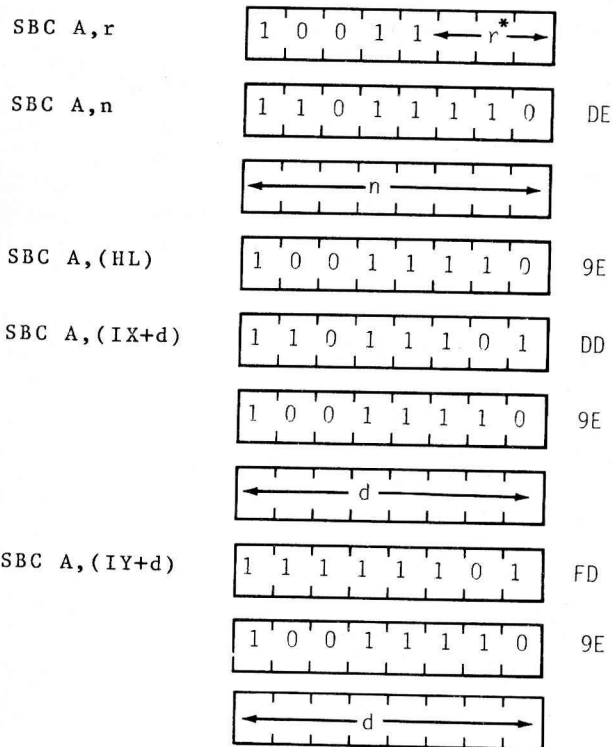 SBC A,r 1 0 0 1 1 r*
SBC A,n 1 1 0 1 1 1 1 0 DE
n
SBC A,(HL) 1 0 0 1 1 1 1 0 9E
SBC A,(IX+d) 1 1 0 1 1 1 0 1 DD
1 0 0 1 1 1 1 0 9E
d
SBC A,(IY+d) 1 1 1 1 1 1 0 1 FD
1 0 0 1 1 1 1 0 9E
d